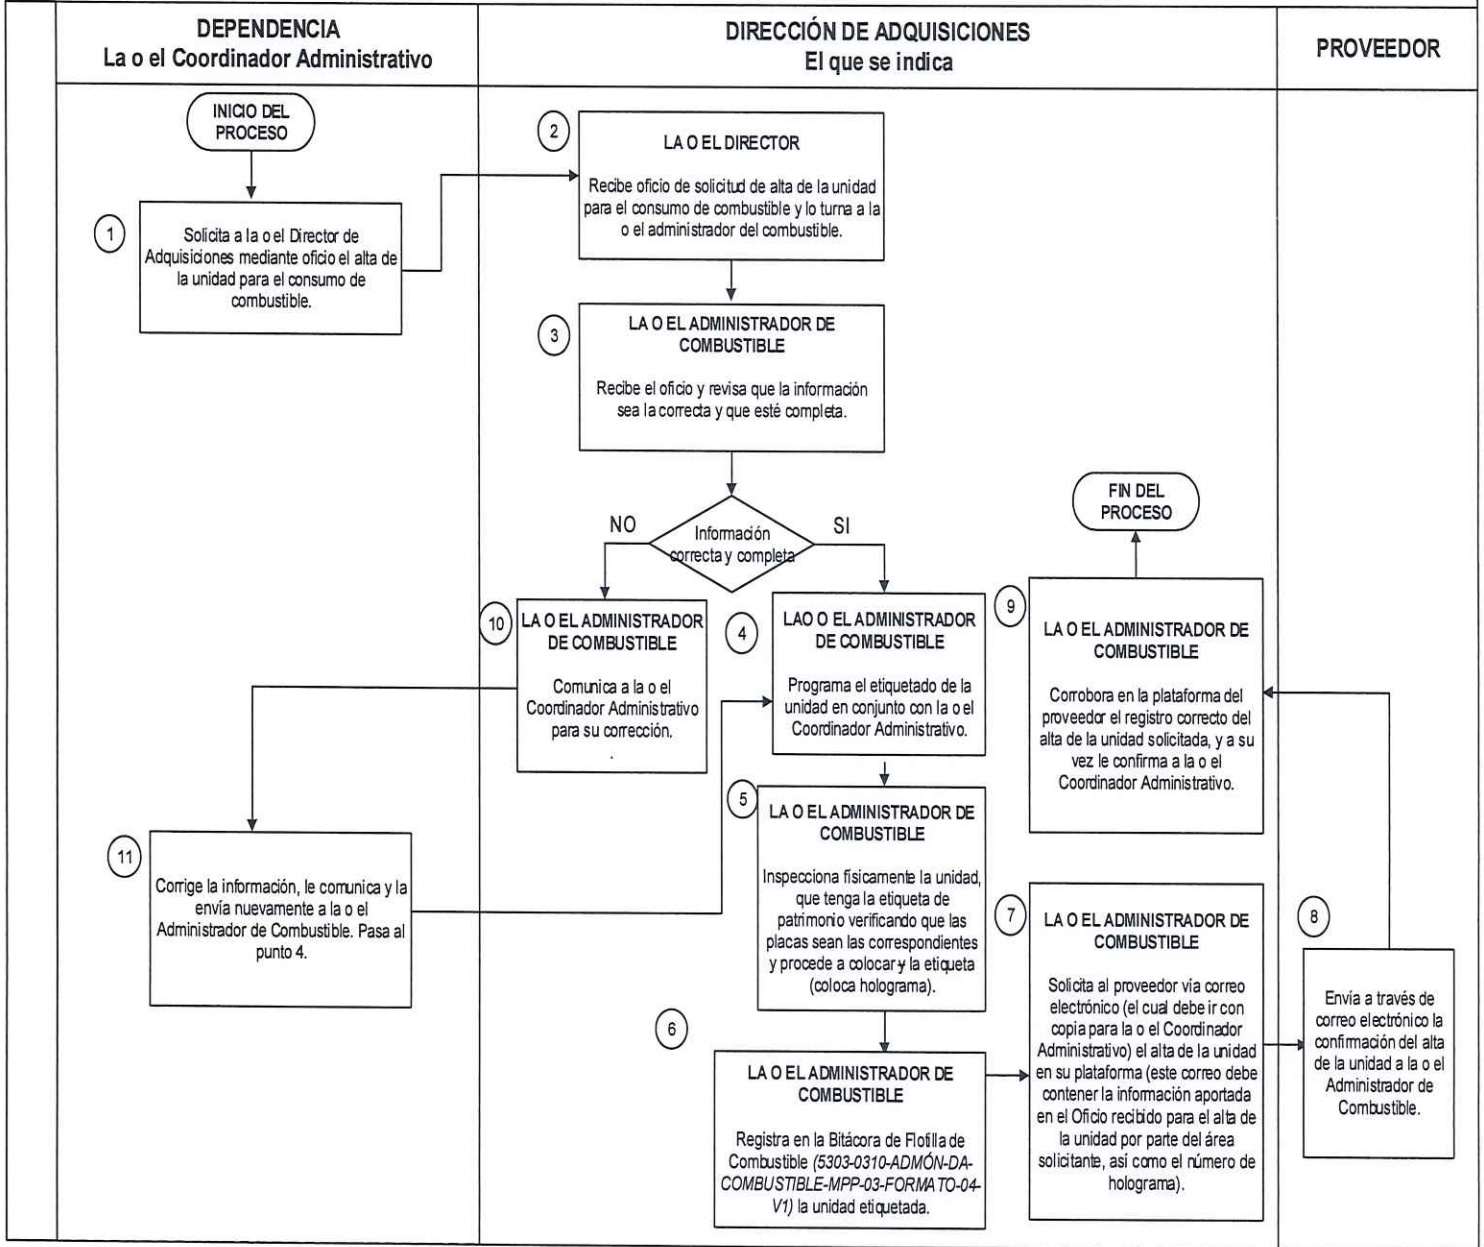 DEPENDENCIA
La o el Coordinador Administrativo
DIRECCIÓN DE ADQUISICIONES
El que se indica
PROVEEDOR
INICIO DEL
PROCESO
1
Solicita a la o el Director de
Adquisiciones mediante oficio el alta de
la unidad para el consumo de
combustible.
2
LA O EL DIRECTOR
Recibe oficio de solicitud de alta de la unidad
para el consumo de combustible y lo turna a la
o el administrador del combustible.
3
LA O EL ADMINISTRADOR DE
COMBUSTIBLE
Recibe el oficio y revisa que la información
sea la correcta y que esté completa.
Información
correcta y completa
NO
SI
10
LA O EL ADMINISTRADOR
DE COMBUSTIBLE
Comunica a la o el
Coordinador Administrativo
para su corrección.
.
4
LAO O EL ADMINISTRADOR
DE COMBUSTIBLE
Programa el etiquetado de la
unidad en conjunto con la o el
Coordinador Administrativo.
FIN DEL
PROCESO
9
LA O EL ADMINISTRADOR DE
COMBUSTIBLE
Corrobora en la plataforma del
proveedor el registro correcto del
alta de la unidad solicitada, y a su
vez le confirma a la o el
Coordinador Administrativo.
11
Corrige la información, le comunica y la
envía nuevamente a la o el
Administrador de Combustible. Pasa al
punto 4.
5
LA O EL ADMINISTRADOR DE
COMBUSTIBLE
Inspecciona físicamente la unidad,
que tenga la etiqueta de
patrimonio verificando que las
placas sean las correspondientes
y procede a colocar y la etiqueta
(coloca holograma).
6
LA O EL ADMINISTRADOR DE
COMBUSTIBLE
Registra en la Bitácora de Flotilla de
Combustible (5303-0310-ADMÓN-DA-
COMBUSTIBLE-MPP-03-FORMATO-04-
V1) la unidad etiquetada.
7
LA O EL ADMINISTRADOR DE
COMBUSTIBLE
Solicita al proveedor vía correo
electrónico (el cual debe ir con
copia para la o el Coordinador
Administrativo) el alta de la unidad
en su plataforma (este correo debe
contener la información aportada
en el Oficio recibido para el alta de
la unidad por parte del área
solicitante, así como el número de
holograma).
8
Envía a través de
correo electrónico la
confirmación del alta
de la unidad a la o el
Administrador de
Combustible.